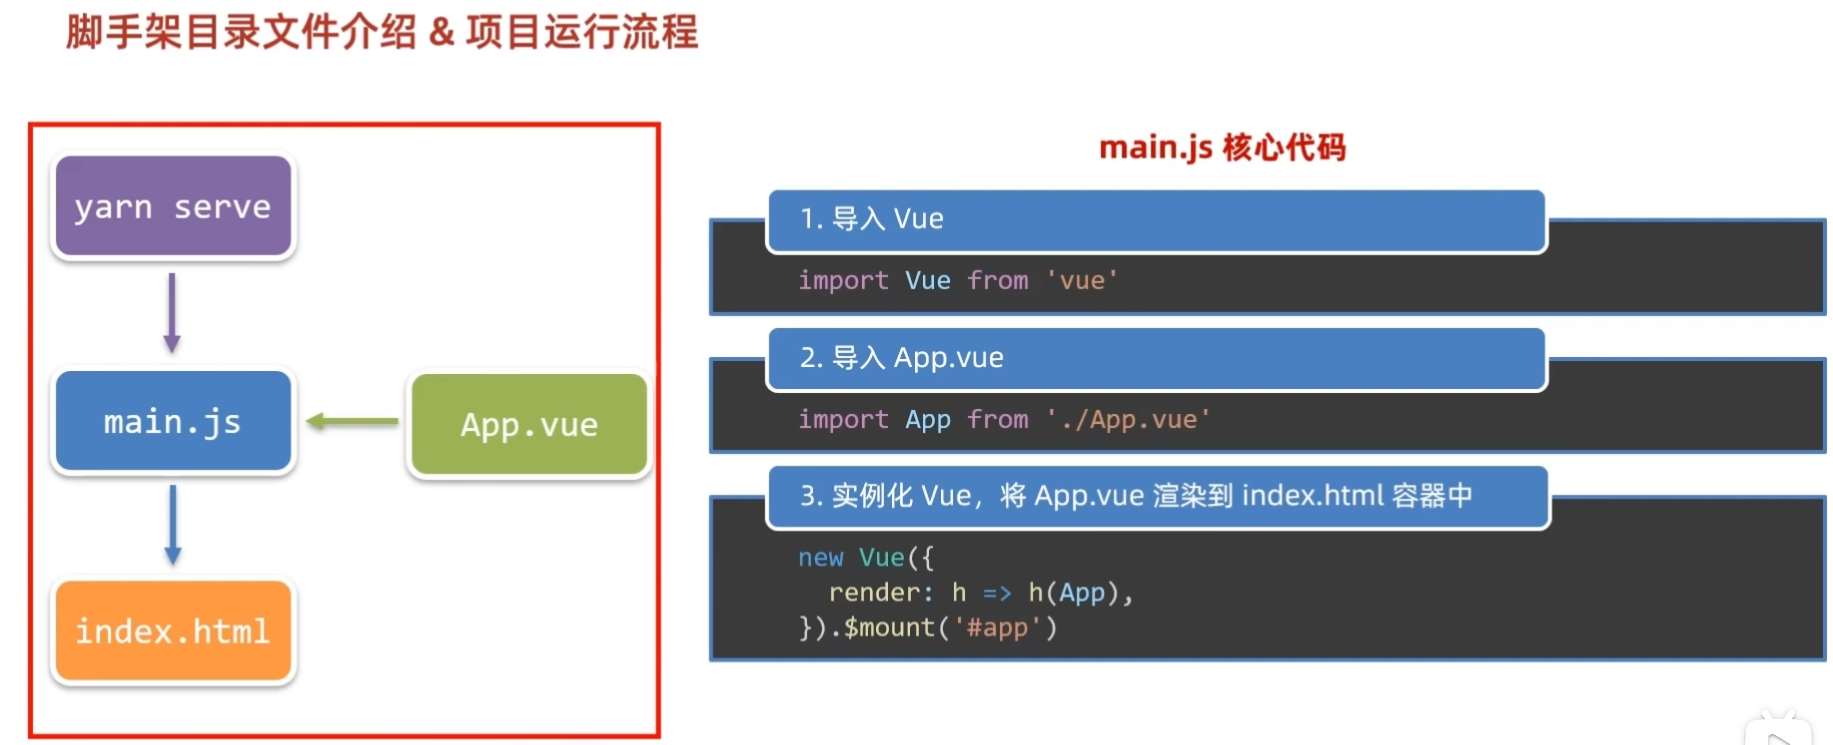 脚手架目录文件介绍 & 项目运行流程
yarn serve
main.js
App.vue
index.html
main.js 核心代码
1. 导入 Vue
import Vue from 'vue'
2. 导入 App.vue
import App from './App.vue'
3. 实例化 Vue，将 App.vue 渲染到 index.html 容器中
new Vue({
  render: h => h(App),
}).$mount('#app')